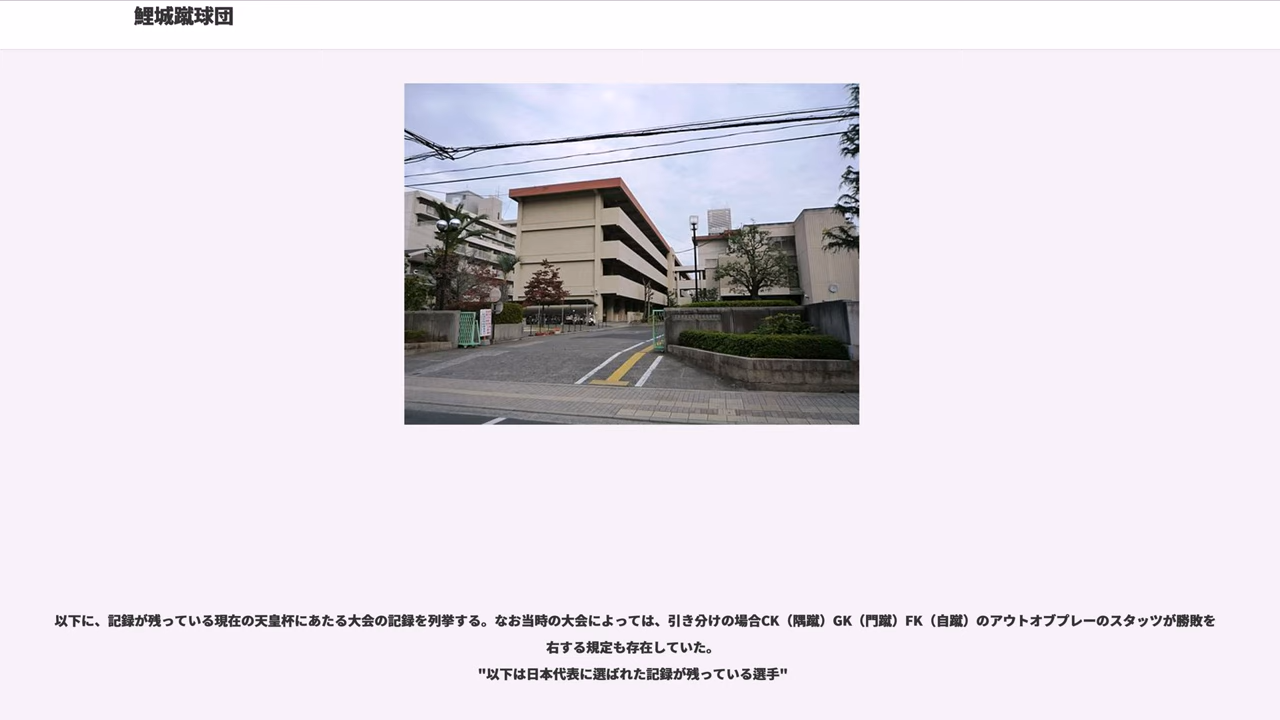 鯉城蹴球団
以下に、記録が残っている現在の天皇杯にあたる大会の記録を列挙する。なお当時の大会によっては、引き分けの場合CK（隅蹴）GK（門蹴）FK（自蹴）のアウトオブプレーのスタッツが勝敗を
右する規定も存在していた。
"以下は日本代表に選ばれた記録が残っている選手"